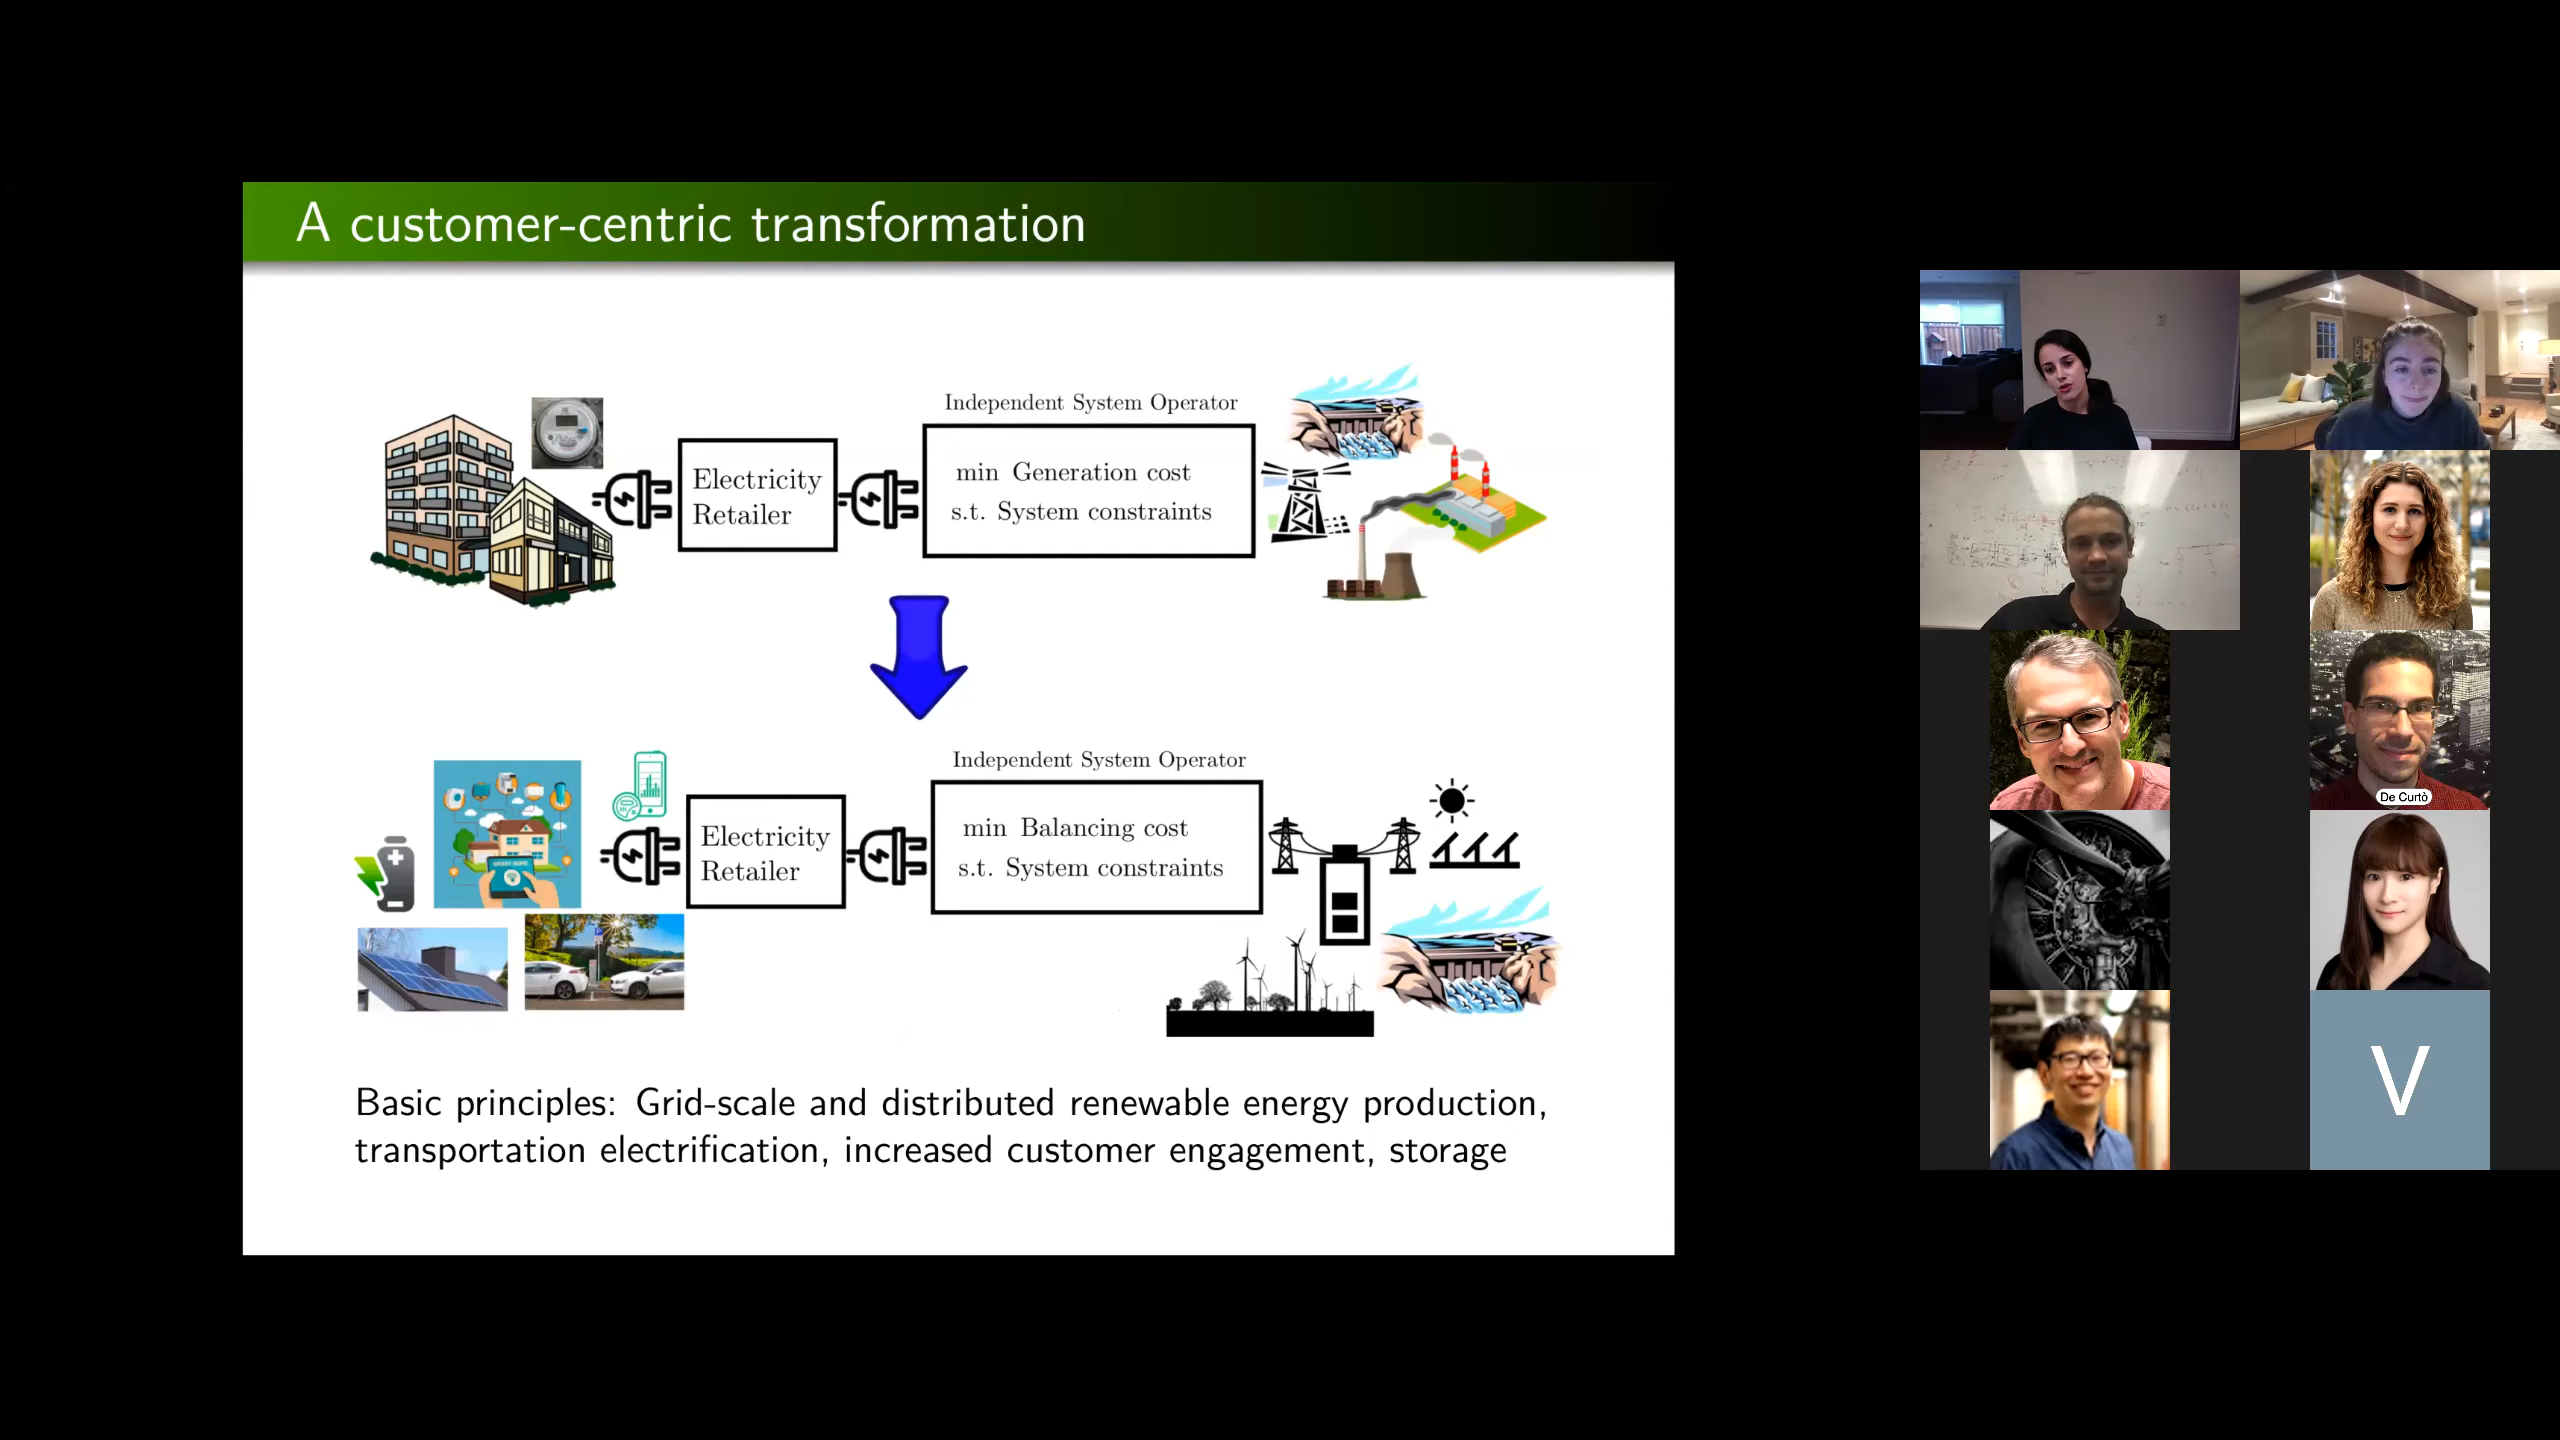 A customer-centric transformation
Independent System Operator
Electricity
Retailer
min Generation cost
s.t. System constraints
Independent System Operator
Electricity
Retailer
min Balancing cost
s.t. System constraints
SMART HOME
P
Basic principles: Grid-scale and distributed renewable energy production,
transportation electrification, increased customer engagement, storage
De Curtò
V